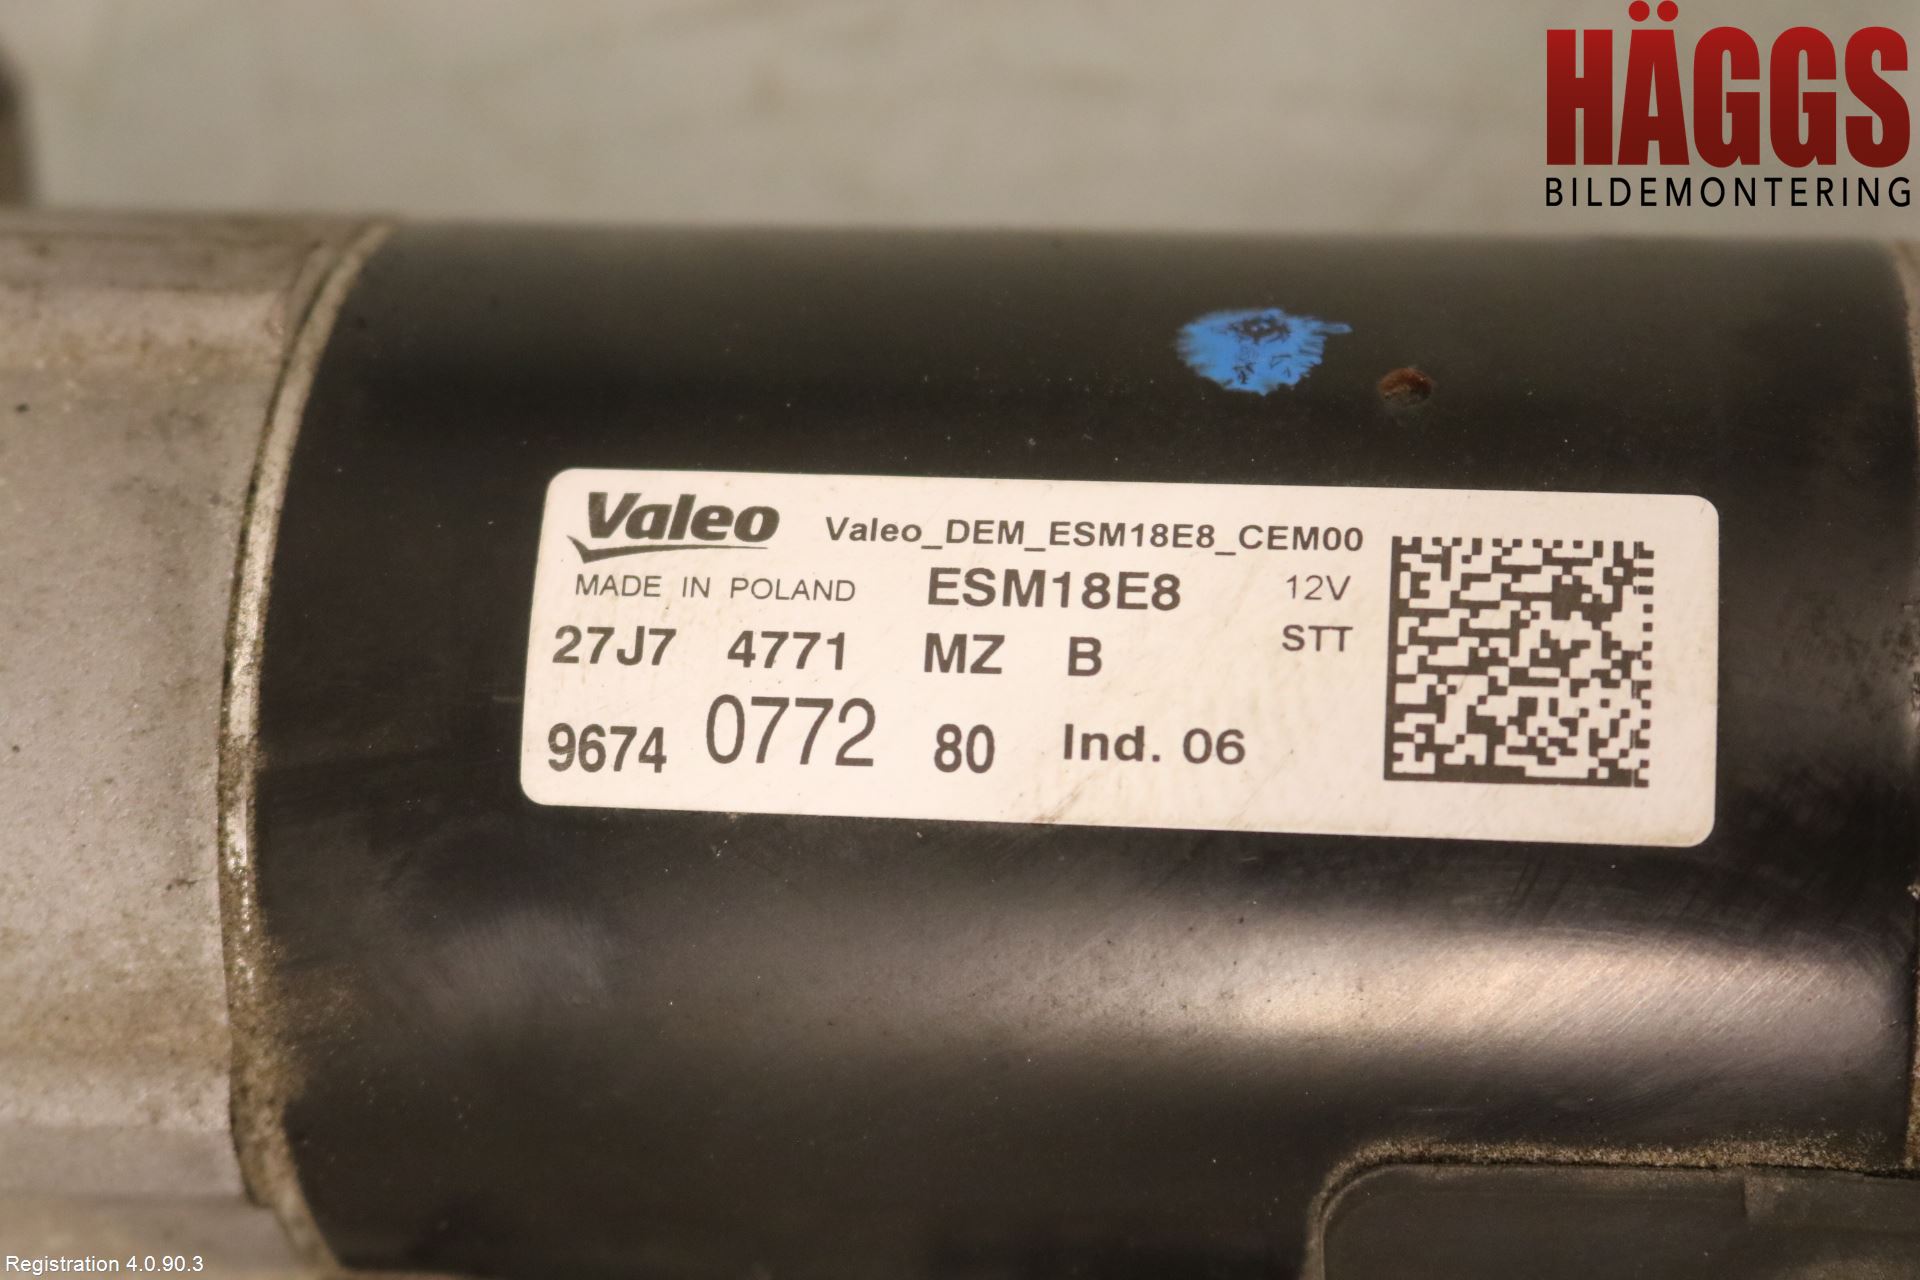 HÄGGS
BILDEMONTERING
Valeo Valeo_DEM_ESM18E8_CEM00
MADE IN POLAND ESM18E8 12V
27J7 4771 MZ B STT
9674 0772 80 Ind. 06
Registration 4.0.90.3